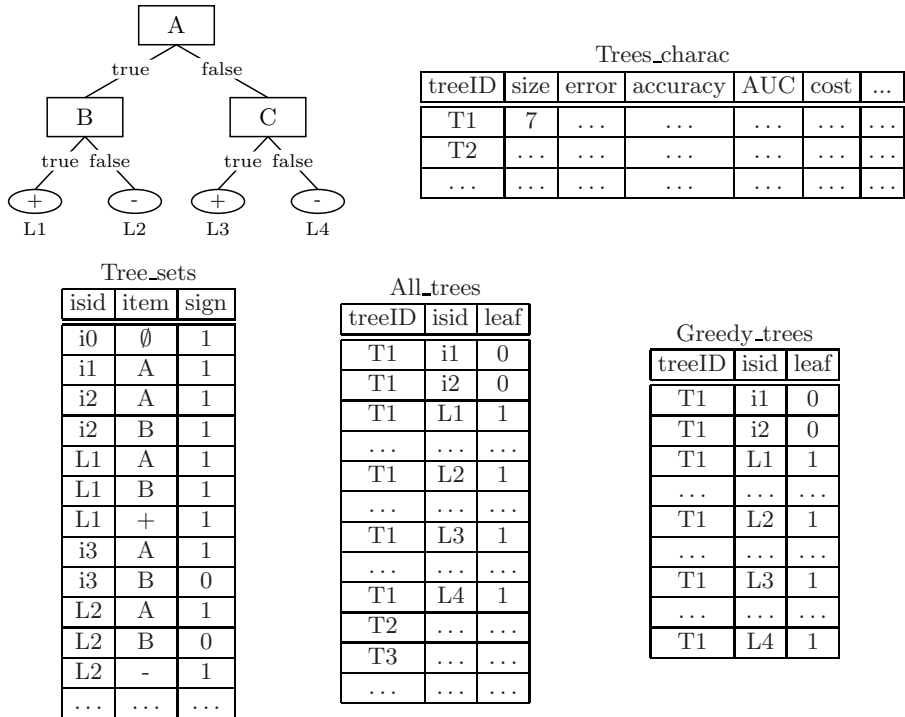 A
true false
B C
true false true false
+ - + -
L1 L2 L3 L4
Trees_charac
treeID size error accuracy AUC cost ...
T1 7 ... ... ... ... ...
T2 ... ... ... ... ... ...
... ... ... ... ... ... ...
Tree_sets
isid item sign
i0 ∅ 1
i1 A 1
i2 A 1
i2 B 1
L1 A 1
L1 B 1
L1 + 1
i3 A 1
i3 B 0
L2 A 1
L2 B 0
L2 - 1
... ... ...
All_trees
treeID isid leaf
T1 i1 0
T1 i2 0
T1 L1 1
... ... ...
T1 L2 1
... ... ...
T1 L3 1
... ... ...
T1 L4 1
T2 ... ...
T3 ... ...
... ... ...
Greedy_trees
treeID isid leaf
T1 i1 0
T1 i2 0
T1 L1 1
... ... ...
T1 L2 1
... ... ...
T1 L3 1
... ... ...
T1 L4 1